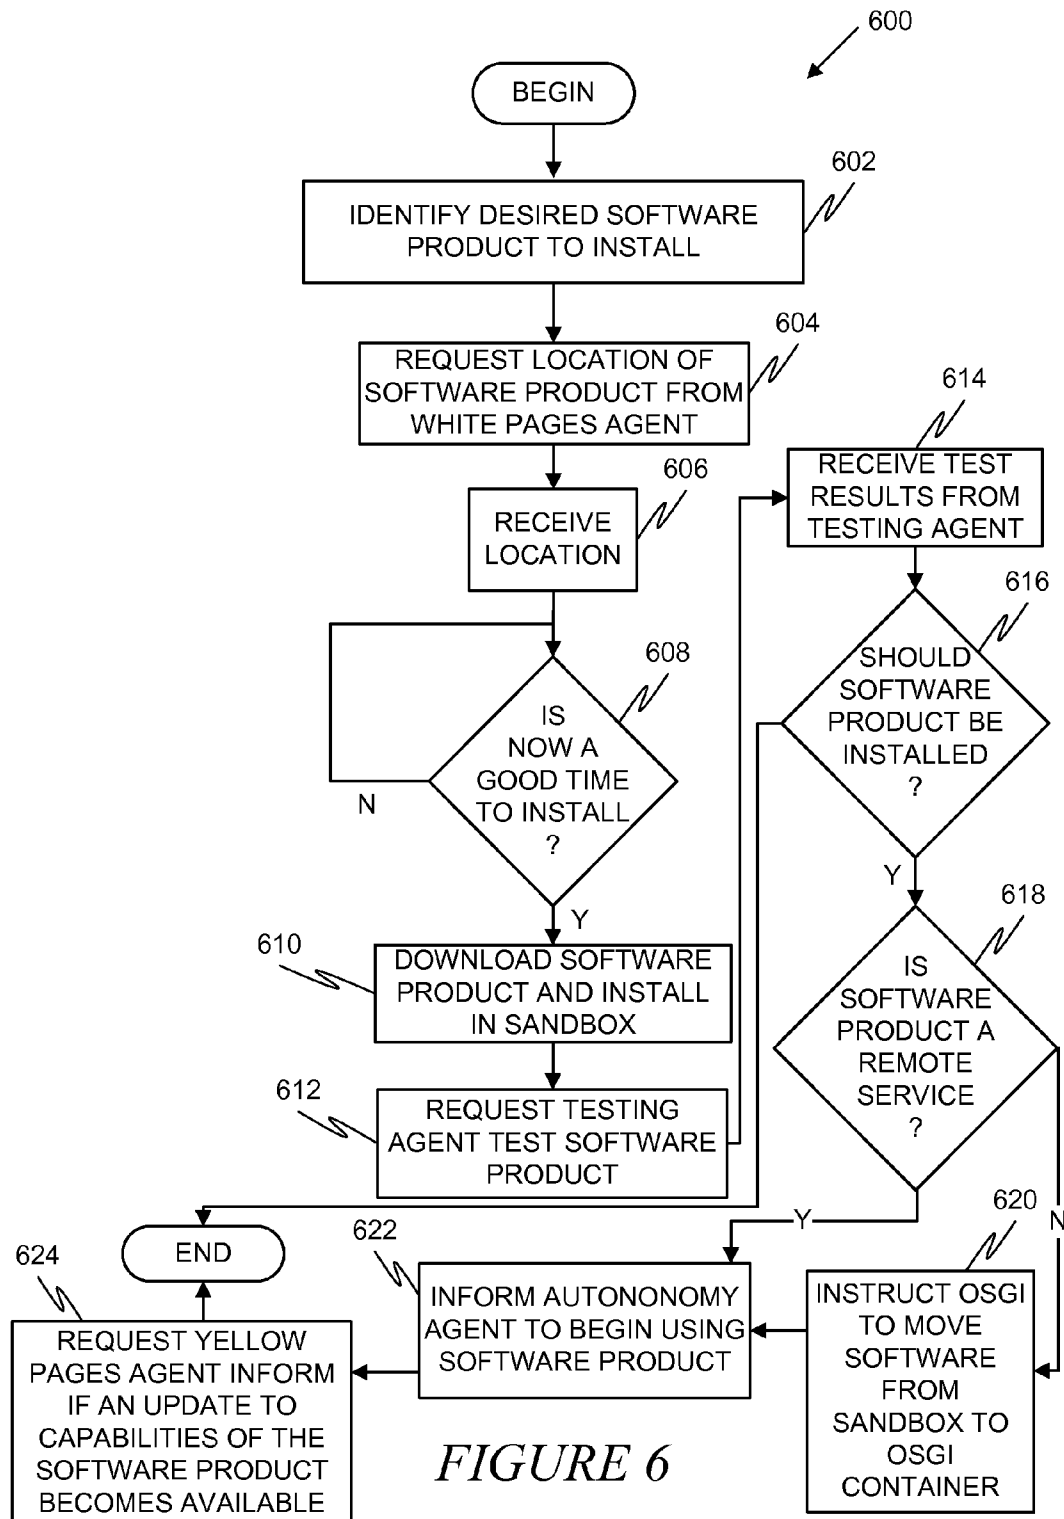 600
BEGIN
602
IDENTIFY DESIRED SOFTWARE
PRODUCT TO INSTALL
604
REQUEST LOCATION OF
SOFTWARE PRODUCT FROM
WHITE PAGES AGENT
606
RECEIVE
LOCATION
608
IS
NOW A
GOOD TIME
TO INSTALL
?
N
Y
610
DOWNLOAD SOFTWARE
PRODUCT AND INSTALL
IN SANDBOX
612
REQUEST TESTING
AGENT TEST SOFTWARE
PRODUCT
614
RECEIVE TEST
RESULTS FROM
TESTING AGENT
616
SHOULD
SOFTWARE
PRODUCT BE
INSTALLED
?
Y
618
IS
SOFTWARE
PRODUCT A
REMOTE
SERVICE
?
Y
N
620
INSTRUCT OSGI
TO MOVE
SOFTWARE
FROM
SANDBOX TO
OSGI
CONTAINER
622
INFORM AUTONONOMY
AGENT TO BEGIN USING
SOFTWARE PRODUCT
624
REQUEST YELLOW
PAGES AGENT INFORM
IF AN UPDATE TO
CAPABILITIES OF THE
SOFTWARE PRODUCT
BECOMES AVAILABLE
END
FIGURE 6